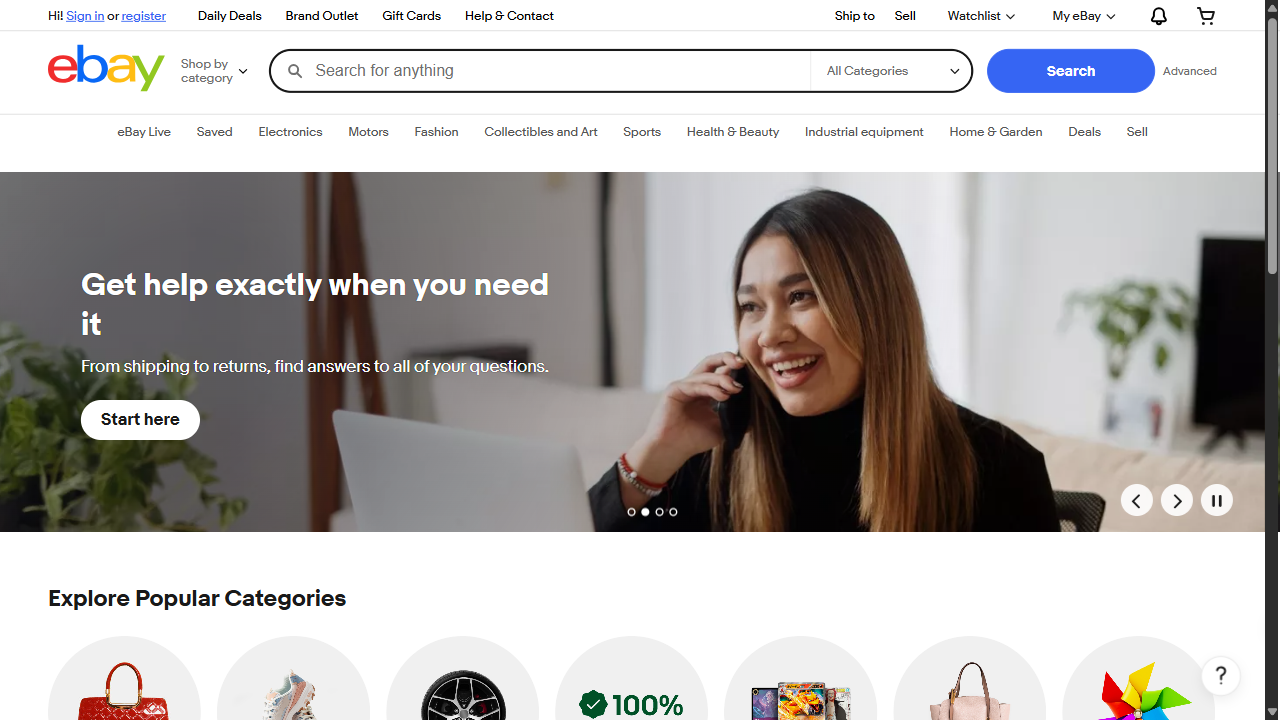 Hi! Sign in or register Daily Deals Brand Outlet Gift Cards Help & Contact Ship to Sell Watchlist My eBay
ebay
Shop by
category
Search for anything
All Categories
Search
Advanced
eBay Live Saved Electronics Motors Fashion Collectibles and Art Sports Health & Beauty Industrial equipment Home & Garden Deals Sell
Get help exactly when you need
it
From shipping to returns, find answers to all of your questions.
Start here
Explore Popular Categories
100%
?